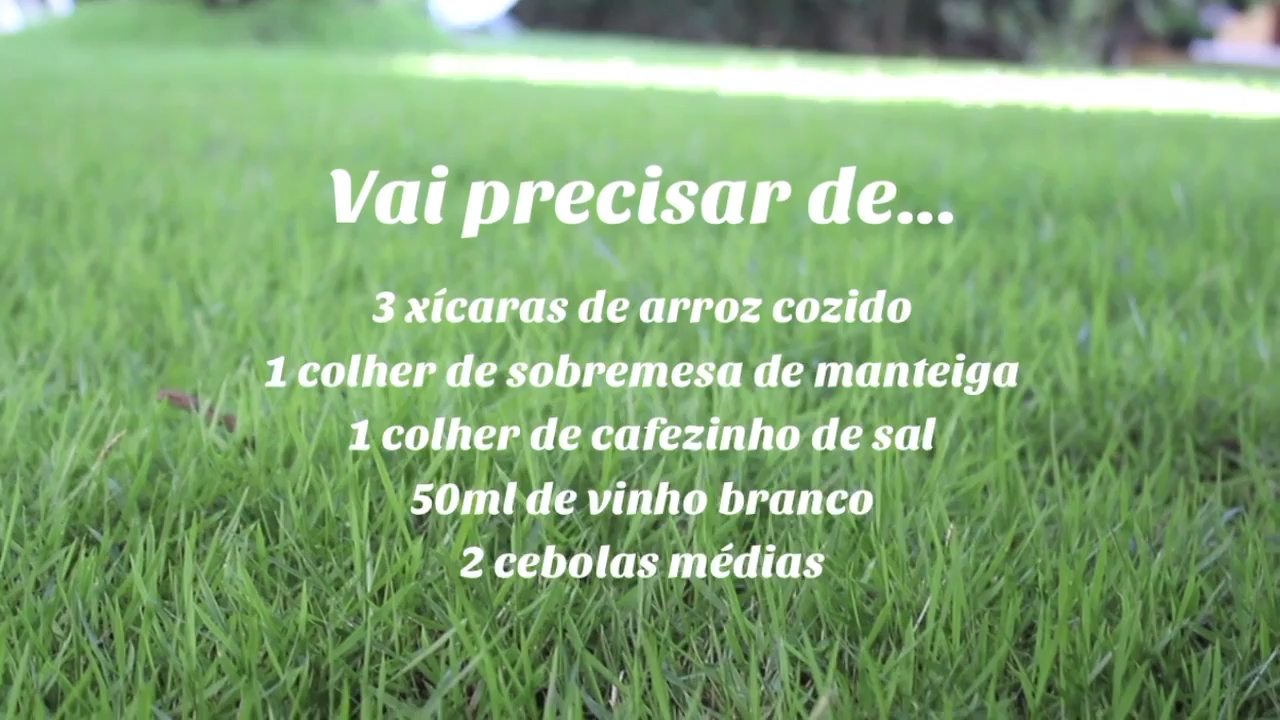 Vai precisar de...
3 xícaras de arroz cozido
1 colher de sobremesa de manteiga
1 colher de cafezinho de sal
50ml de vinho branco
2 cebolas médias